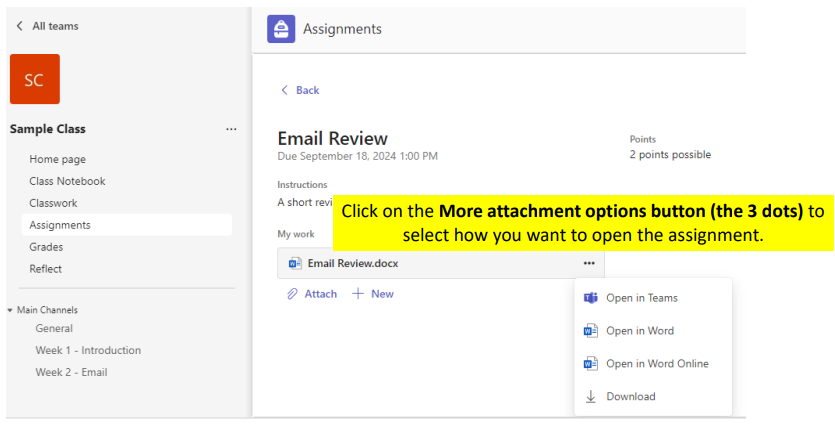 All teams
Assignments
SC
Back
Sample Class
...
Email Review
Due September 18, 2024 1:00 PM
Points
2 points possible
Home page
Class Notebook
Classwork
Assignments
Grades
Reflect
Instructions
A short revi
Click on the More attachment options button (the 3 dots) to
select how you want to open the assignment.
My work
Email Review.docx
...
Attach
New
Open in Teams
Open in Word
Open in Word Online
Download
Main Channels
General
Week 1 - Introduction
Week 2 - Email